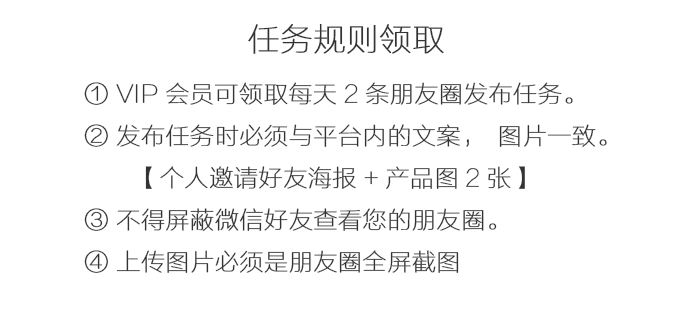 任务规则领取
① VIP 会员可领取每天 2 条朋友圈发布任务。
② 发布任务时必须与平台内的文案， 图片一致。
【个人邀请好友海报 + 产品图 2 张】
③ 不得屏蔽微信好友查看您的朋友圈。
④ 上传图片必须是朋友圈全屏截图